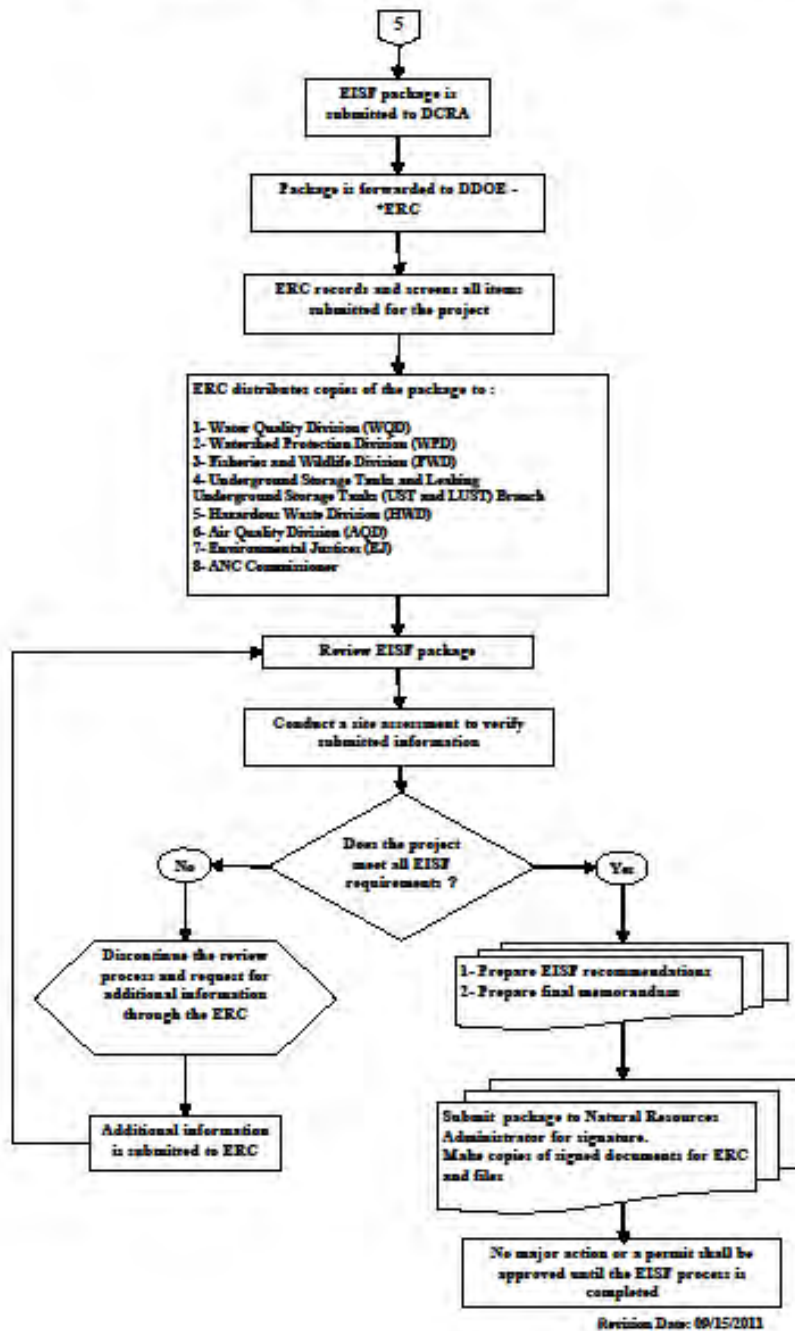 5
EISF package is
submitted to DCRA
Package is forwarded to DDOE -
*ERC
ERC records and screens all items
submitted for the project
ERC distributes copies of the package to :
1- Water Quality Division (WQD)
2- Watershed Protection Division (WPD)
3- Fisheries and Wildlife Division (FWD)
4- Underground Storage Tanks and Leaking
Underground Storage Tanks (UST and LUST) Branch
5- Hazardous Waste Division (HWD)
6- Air Quality Division (AQD)
7- Environmental Justices (EJ)
8- ANC Commissioner
Review EISF package
Conduct a site assessment to verify
submitted information
Does the project
meet all EISF
requirements ?
No
Yes
Discontinue the review
process and request for
additional information
through the ERC
1- Prepare EISF recommendations
2- Prepare final memorandum
Additional information
is submitted to ERC
Submit package to Natural Resources
Administrator for signature.
Make copies of signed documents for ERC
and files
No major action or a permit shall be
approved until the EISF process is
completed
Revision Date: 09/15/2011